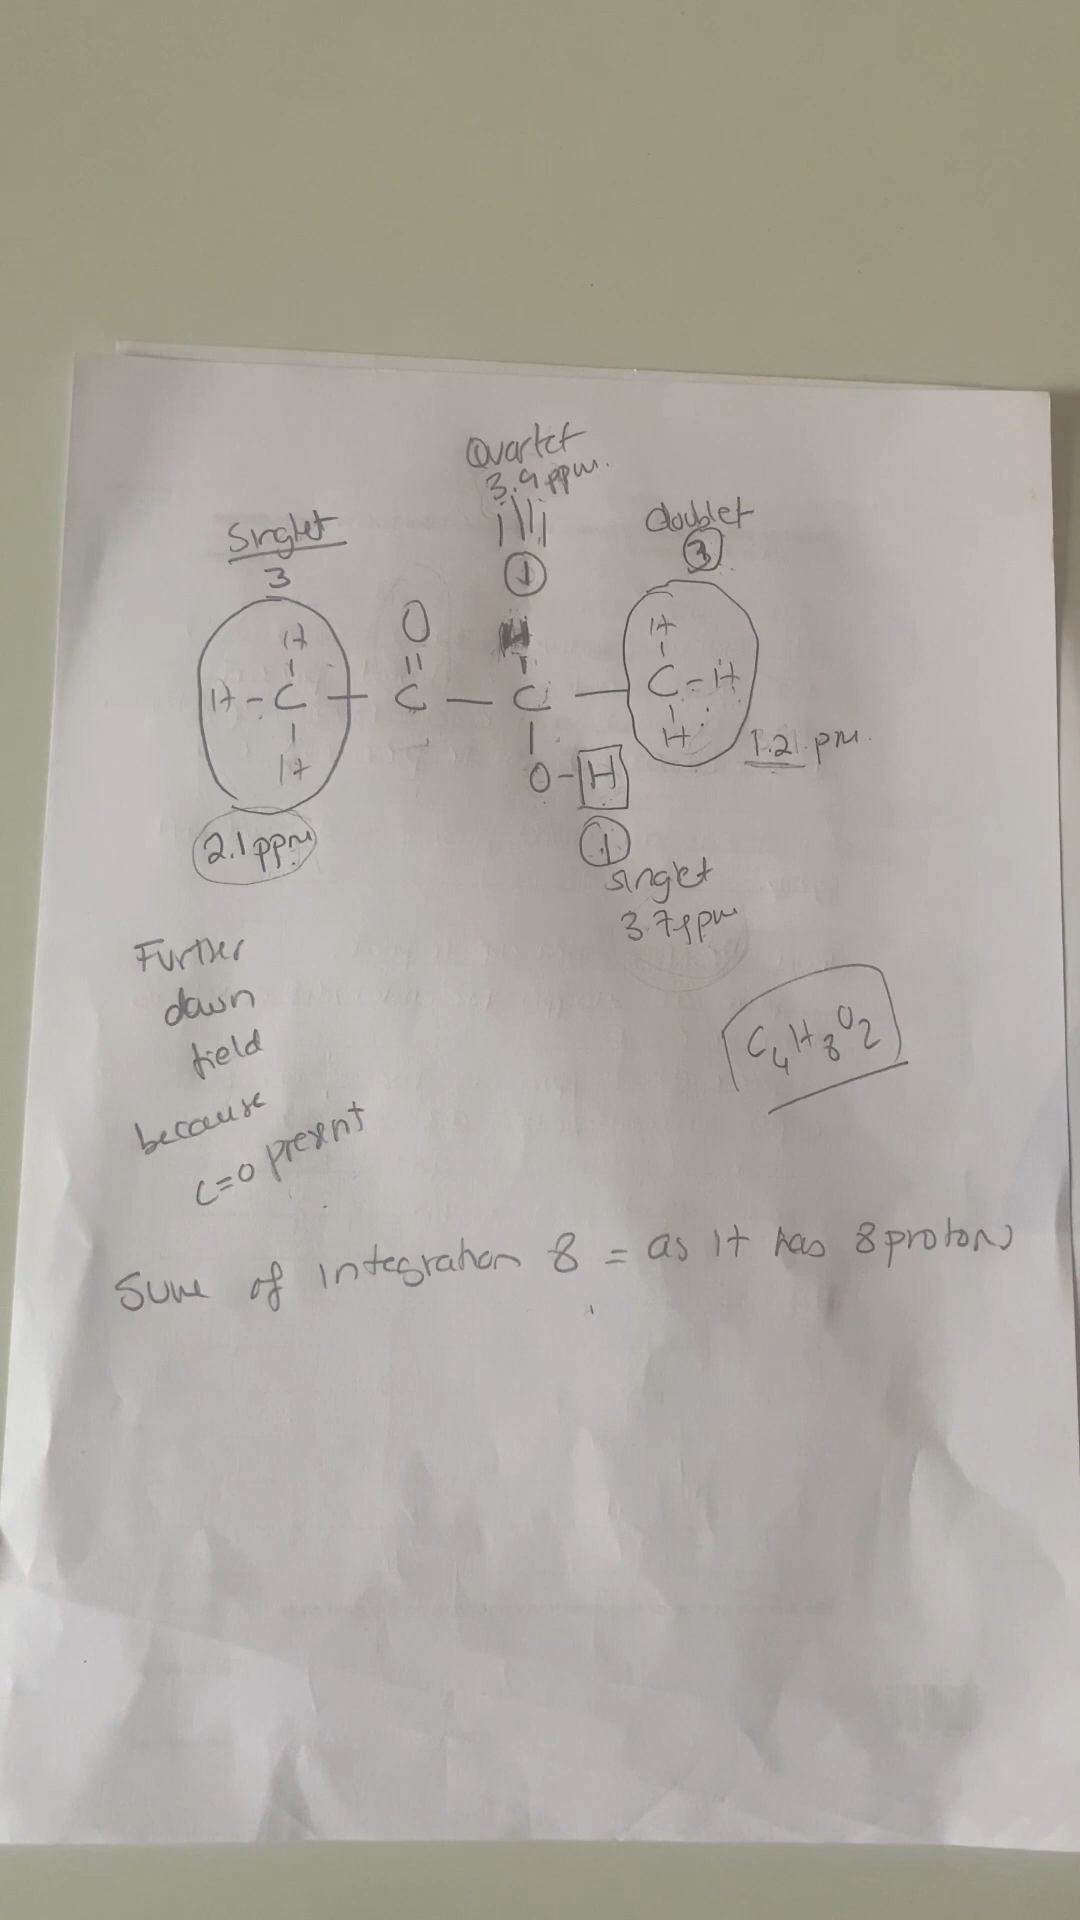 Quartet
3.9 ppm.
Singlet
3
1
doublet
3
H
H-C
H
O
||
C
H
C
O-H
H
C-H
H
1.21. pm.
2.1 ppm
1
singlet
3.7 ppm
Further
down
field
because
C=O present
C4H8O2
Sum of integration 8 = as it has 8 protons